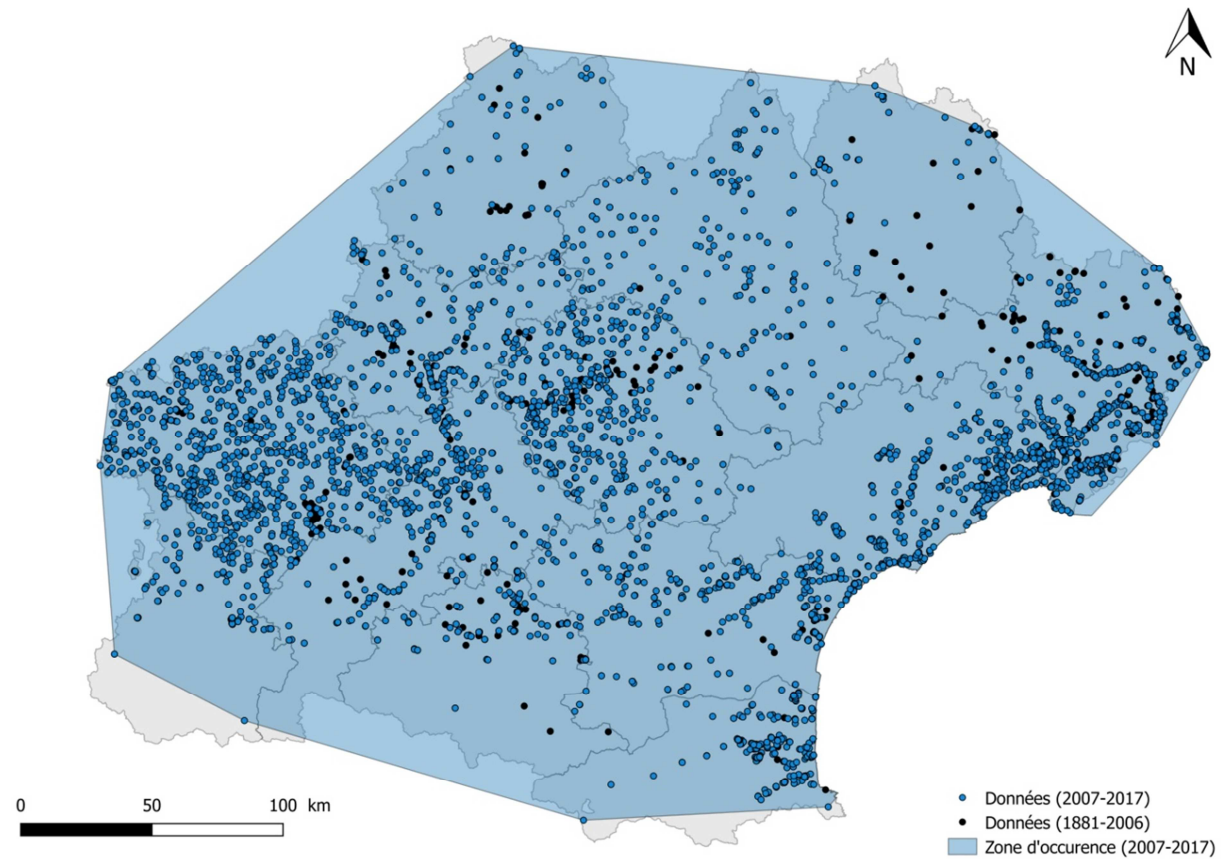 N
0 50 100 km
Données (2007-2017)
Données (1881-2006)
Zone d'occurence (2007-2017)